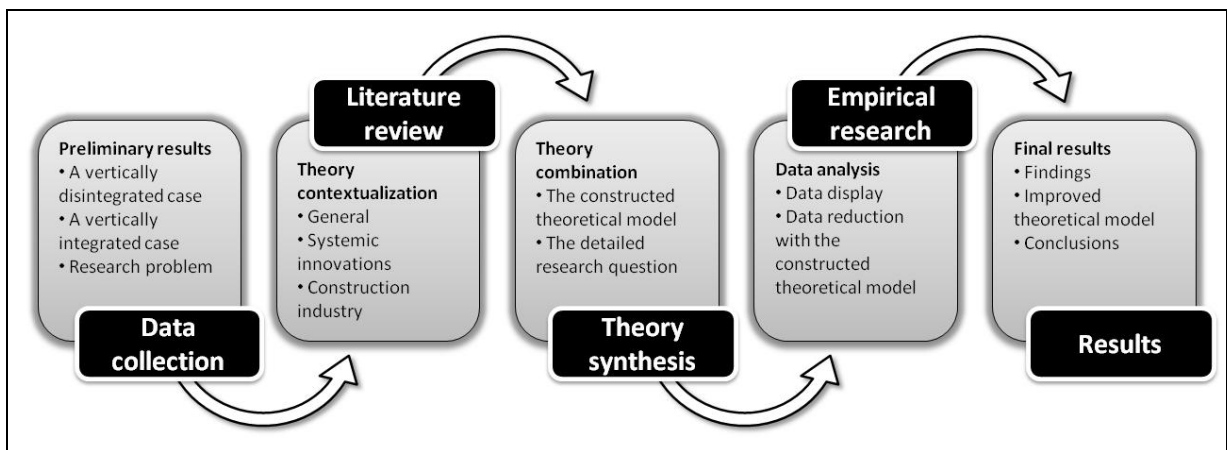 Preliminary results
• A vertically
disintegrated case
• A vertically
integrated case
• Research problem
Data
collection
Literature
review
Theory
contextualization
• General
• Systemic
innovations
• Construction
industry
Theory
combination
• The constructed
theoretical model
• The detailed
research question
Theory
synthesis
Empirical
research
Data analysis
• Data display
• Data reduction
with the
constructed
theoretical model
Final results
• Findings
• Improved
theoretical model
• Conclusions
Results